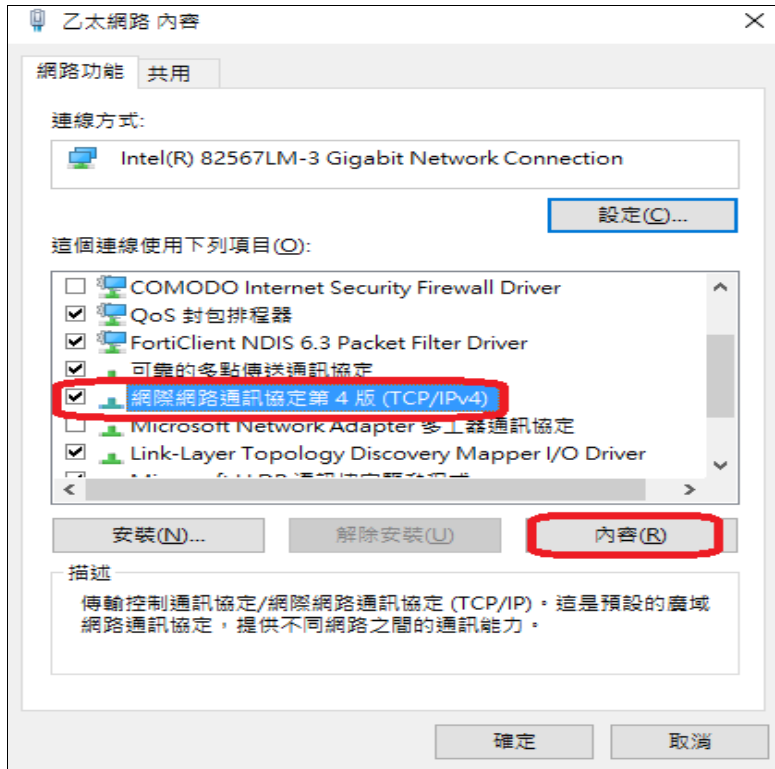 乙太網路 內容
網路功能 共用
連線方式:
Intel(R) 82567LM-3 Gigabit Network Connection
設定(C)...
這個連線使用下列項目(O):
COMODO Internet Security Firewall Driver
QoS 封包排程器
FortiClient NDIS 6.3 Packet Filter Driver
可靠的多點傳送通訊協定
網際網路通訊協定第 4 版 (TCP/IPv4)
Microsoft Network Adapter 多工器通訊協定
Link-Layer Topology Discovery Mapper I/O Driver
安裝(N)... 解除安裝(U) 內容(R)
描述
傳輸控制通訊協定/網際網路通訊協定 (TCP/IP)。這是預設的廣域
網路通訊協定，提供不同網路之間的通訊能力。
確定 取消